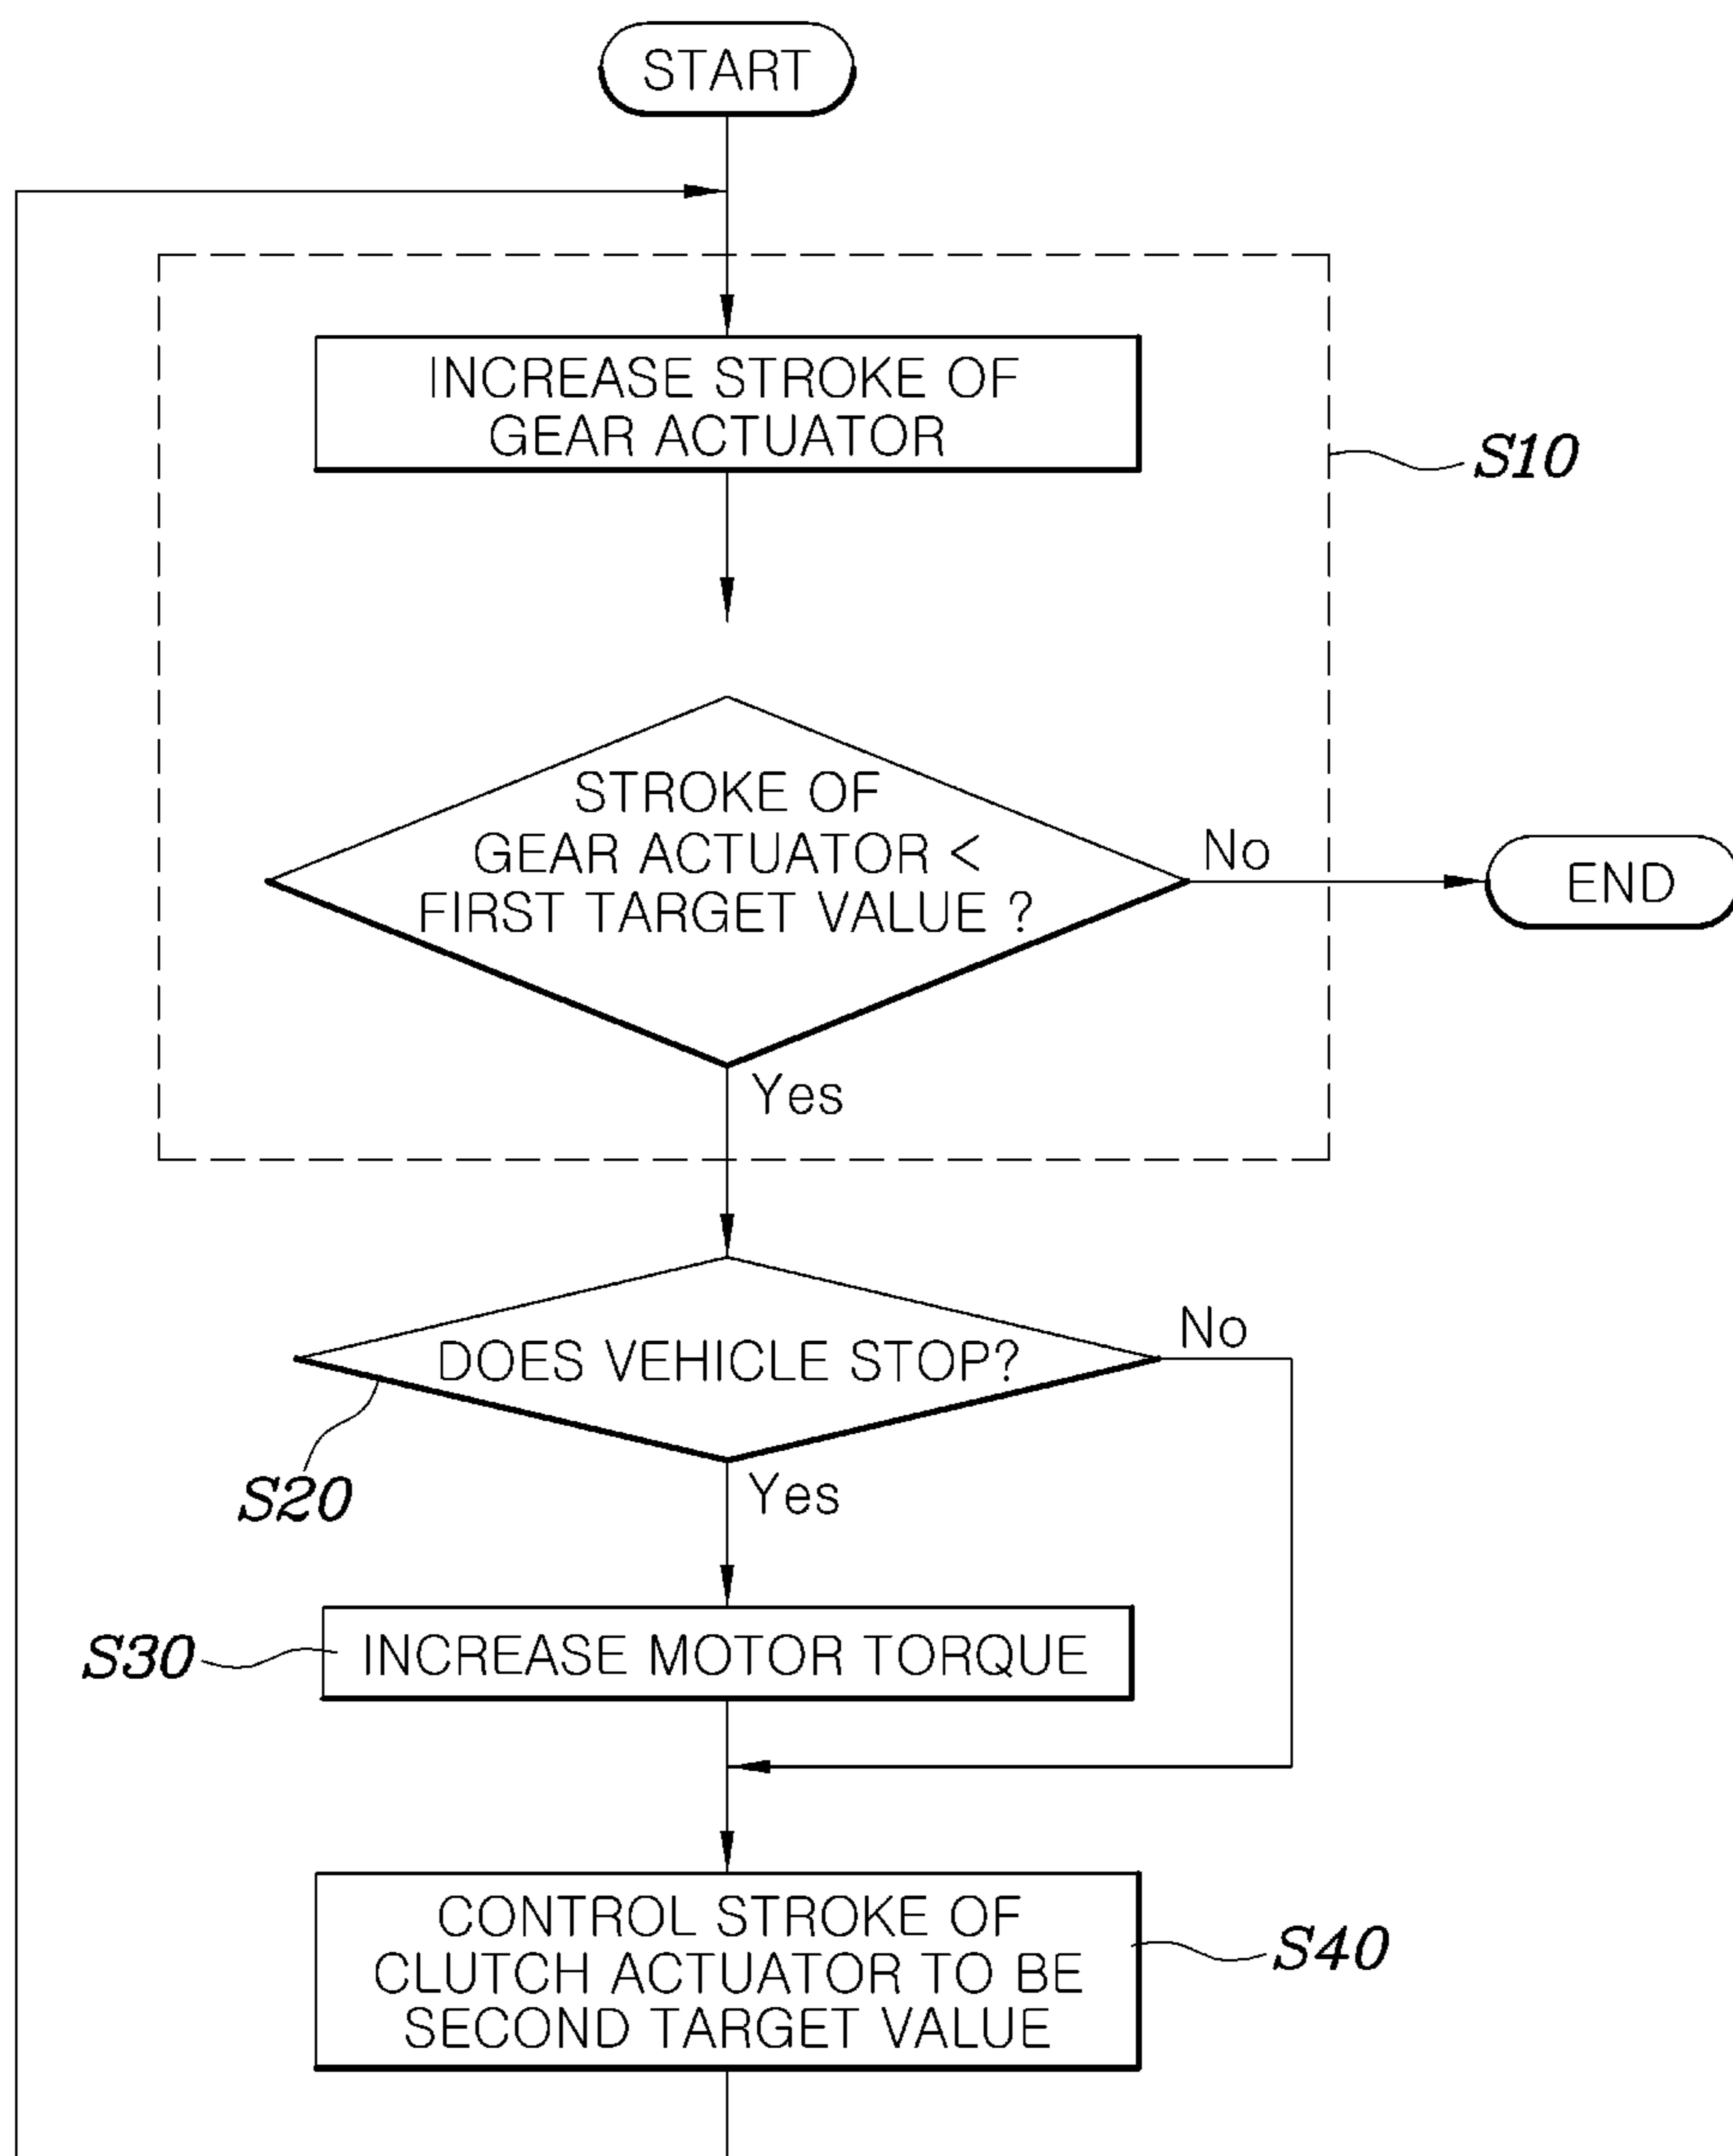 START
INCREASE STROKE OF
GEAR ACTUATOR
S10
STROKE OF
GEAR ACTUATOR <
FIRST TARGET VALUE ?
No
END
Yes
DOES VEHICLE STOP?
No
S20
Yes
S30
INCREASE MOTOR TORQUE
CONTROL STROKE OF
CLUTCH ACTUATOR TO BE
SECOND TARGET VALUE
S40